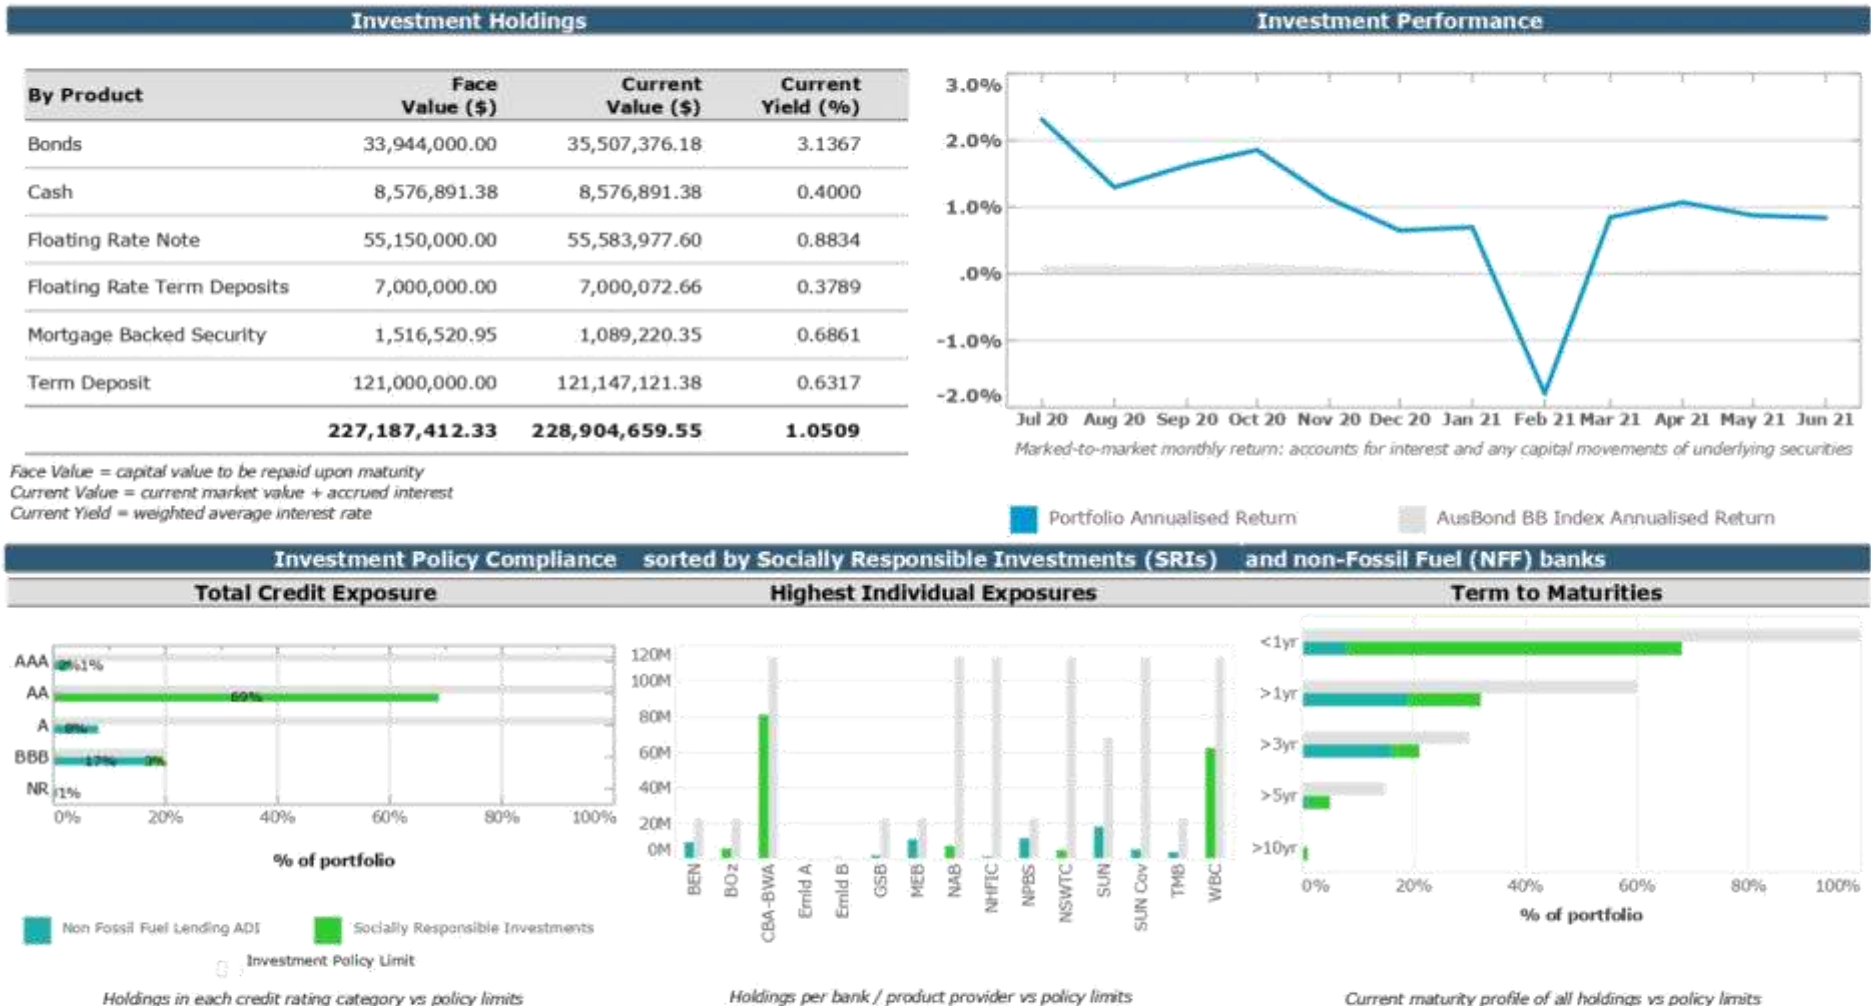 Investment Holdings
By Product Face Value ($) Current Value ($) Current Yield (%)
Bonds 33,944,000.00 35,507,376.18 3.1367
Cash 8,576,891.38 8,576,891.38 0.4000
Floating Rate Note 55,150,000.00 55,583,977.60 0.8834
Floating Rate Term Deposits 7,000,000.00 7,000,072.66 0.3789
Mortgage Backed Security 1,516,520.95 1,089,220.35 0.6861
Term Deposit 121,000,000.00 121,147,121.38 0.6317
227,187,412.33 228,904,659.55 1.0509
Face Value = capital value to be repaid upon maturity
Current Value = current market value + accrued interest
Current Yield = weighted average interest rate
Investment Performance
3.0%
2.0%
1.0%
.0%
-1.0%
-2.0%
Jul 20 Aug 20 Sep 20 Oct 20 Nov 20 Dec 20 Jan 21 Feb 21 Mar 21 Apr 21 May 21 Jun 21
Marked-to-market monthly return: accounts for interest and any capital movements of underlying securities
Portfolio Annualised Return AusBond BB Index Annualised Return
Investment Policy Compliance sorted by Socially Responsible Investments (SRIs) and non-Fossil Fuel (NFF) banks
Total Credit Exposure
AAA 1%
AA 69%
A 8%
BBB 17% 3%
NR 1%
0% 20% 40% 60% 80% 100%
% of portfolio
Non Fossil Fuel Lending ADI Socially Responsible Investments
Investment Policy Limit
Holdings in each credit rating category vs policy limits
Highest Individual Exposures
120M
100M
80M
60M
40M
20M
0M
BEN BOz CBA-BWA Emld A Emld B GSB MEB NAB NHFIC NPBS NSWTC SUN SUN Cov TMB WBC
Holdings per bank / product provider vs policy limits
Term to Maturities
<1yr
>1yr
>3yr
>5yr
>10yr
0% 20% 40% 60% 80% 100%
% of portfolio
Current maturity profile of all holdings vs policy limits